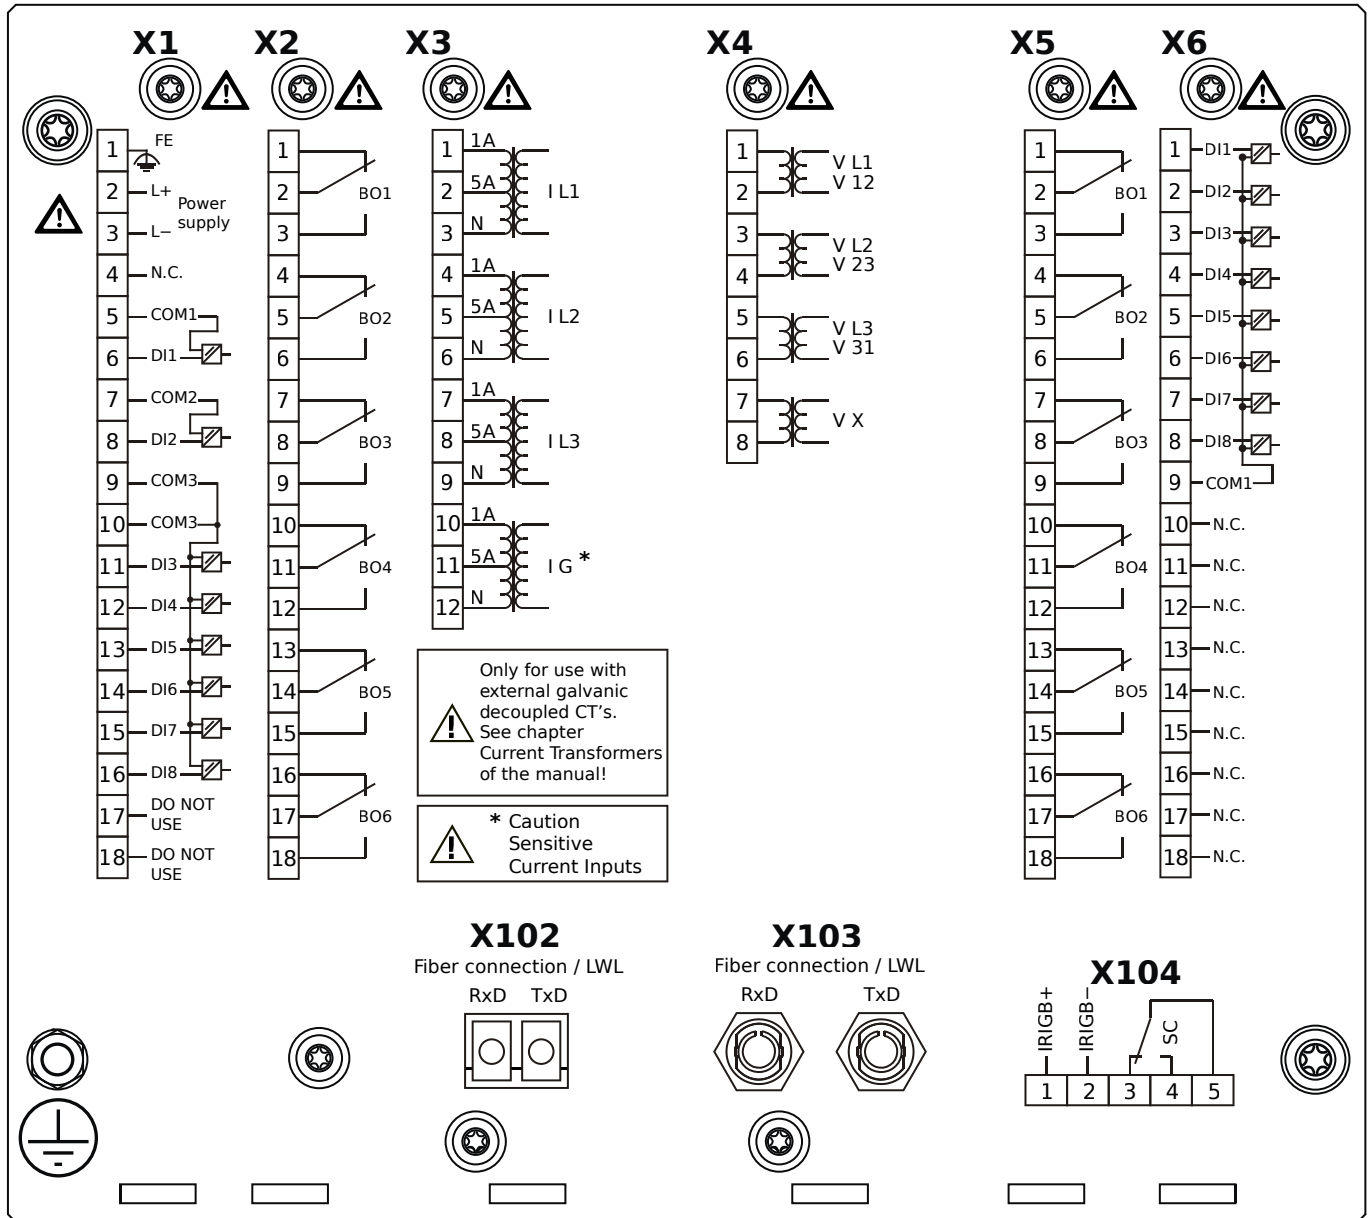 X1 X2 X3 X4 X5 X6
1 FE
2 L+
Power
supply
3 L−
4 N.C.
5 COM1
6 DI1
7 COM2
8 DI2
9 COM3
10 COM3
11 DI3
12 DI4
13 DI5
14 DI6
15 DI7
16 DI8
17 DO NOT
USE
18 DO NOT
USE
1
2 BO1
3
4
5 BO2
6
7
8 BO3
9
10
11 BO4
12
13
14 BO5
15
16
17 BO6
18
1 1A
2 5A I L1
3 N
4 1A
5 5A I L2
6 N
7 1A
8 5A I L3
9 N
10 1A
11 5A I G *
12 N
Only for use with
external galvanic
decoupled CT's.
See chapter
Current Transformers
of the manual!
* Caution
Sensitive
Current Inputs
1 V L1
2 V 12
3 V L2
4 V 23
5 V L3
6 V 31
7 V X
8
1
2 BO1
3
4
5 BO2
6
7
8 BO3
9
10
11 BO4
12
13
14 BO5
15
16
17 BO6
18
1 DI1
2 DI2
3 DI3
4 DI4
5 DI5
6 DI6
7 DI7
8 DI8
9 COM1
10 N.C.
11 N.C.
12 N.C.
13 N.C.
14 N.C.
15 N.C.
16 N.C.
17 N.C.
18 N.C.
X102
Fiber connection / LWL
RxD TxD
X103
Fiber connection / LWL
RxD TxD
X104
IRIGB+ IRIGB− SC
1 2 3 4 5